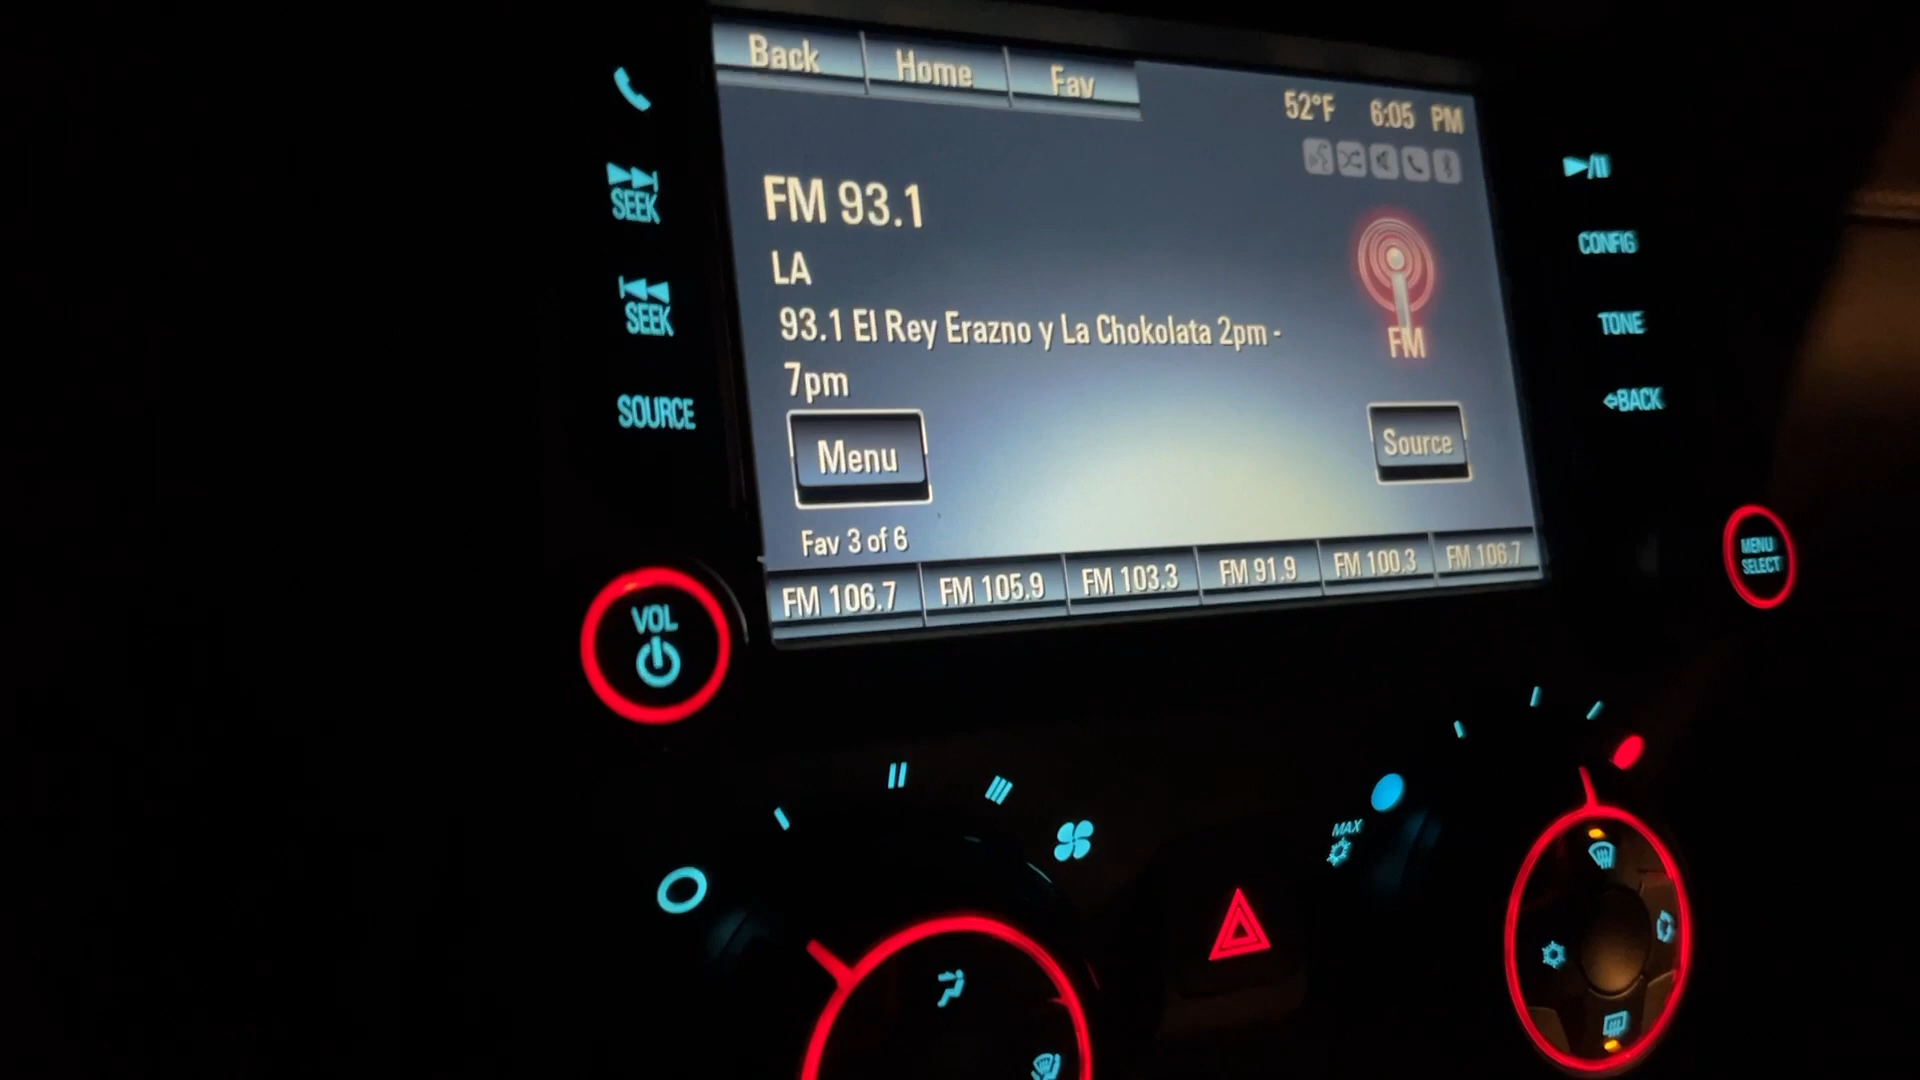 Back Home Fav
52°F 6:05 PM
FM 93.1
LA
93.1 El Rey Erazno y La Chokolata 2pm -
7pm
FM
Menu
Source
Fav 3 of 6
FM 106.7 FM 105.9 FM 103.3 FM 91.9 FM 100.3 FM 106.7
SEEK
SEEK
SOURCE
VOL
CONFIG
TONE
BACK
MENU
SELECT
MAX